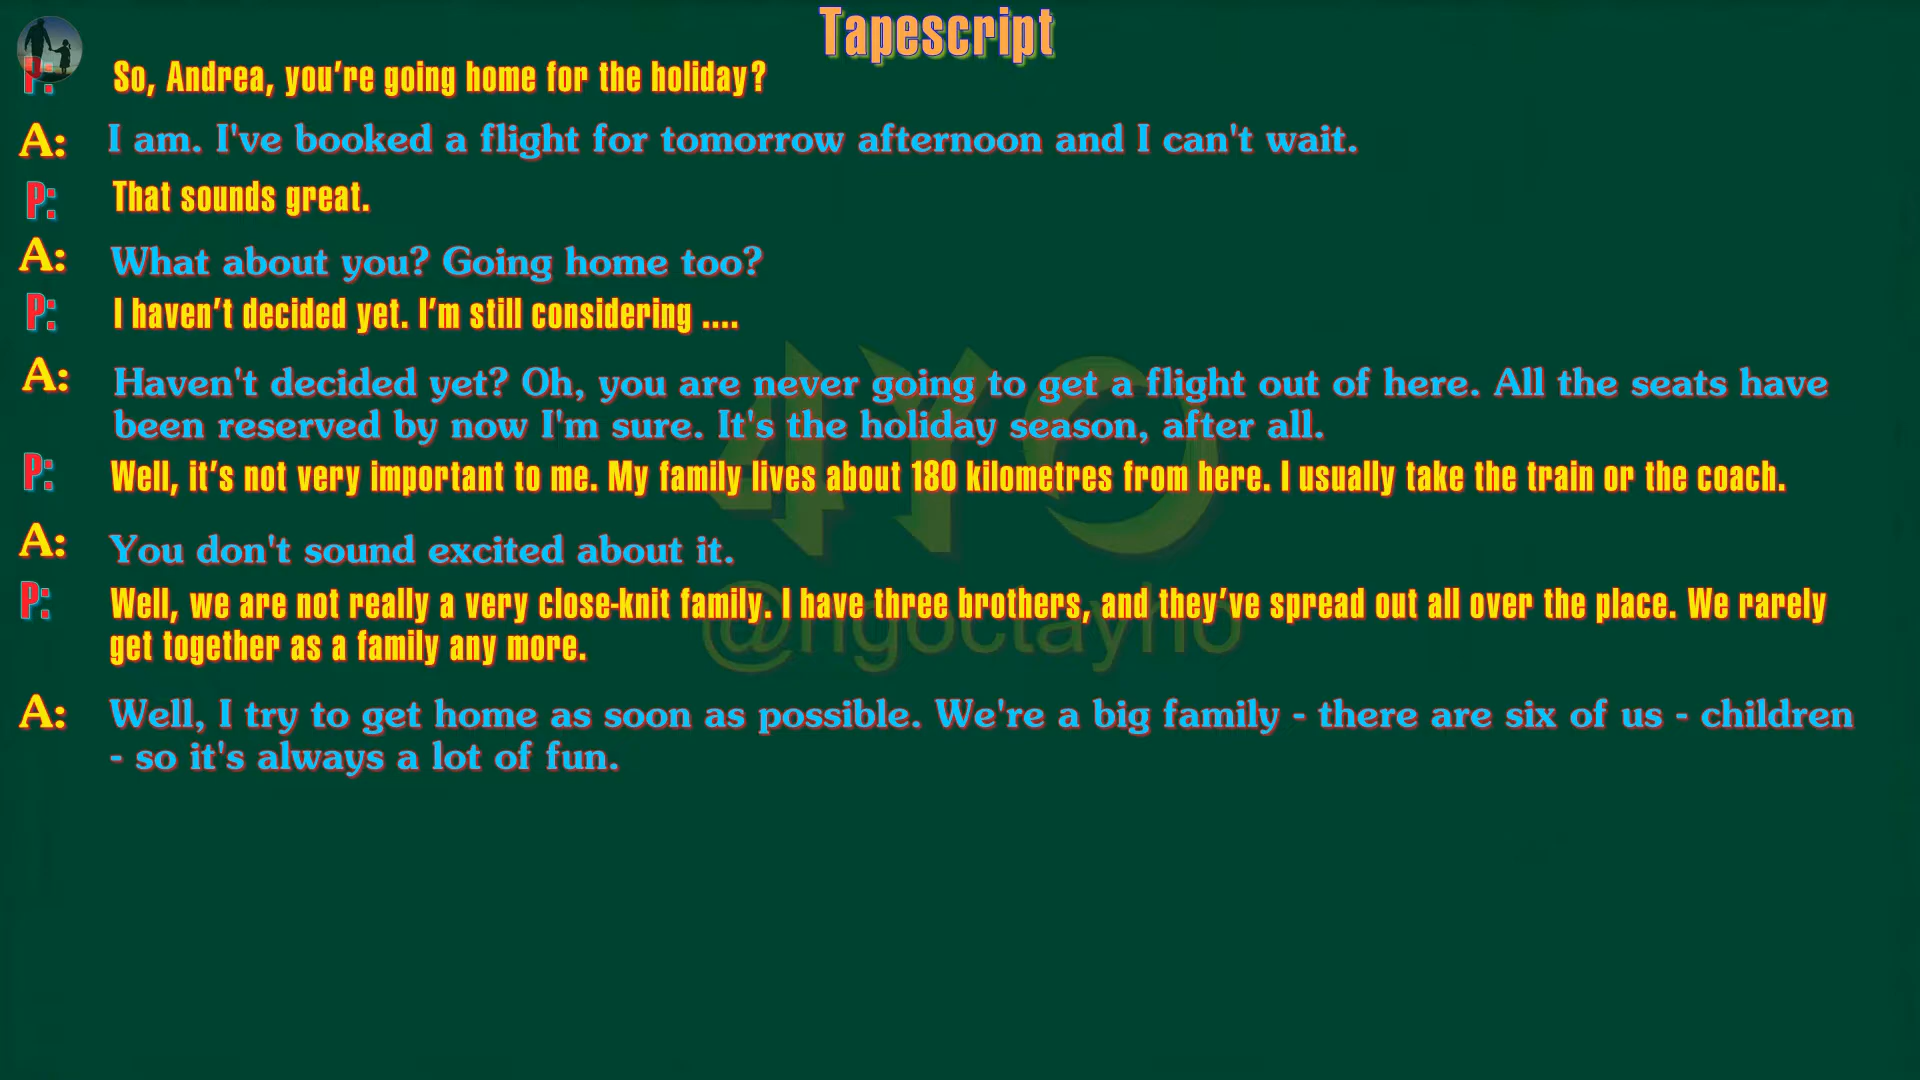 Tapescript
P: So, Andrea, you're going home for the holiday?
A: I am. I've booked a flight for tomorrow afternoon and I can't wait.
P: That sounds great.
A: What about you? Going home too?
P: I haven't decided yet. I'm still considering ....
A: Haven't decided yet? Oh, you are never going to get a flight out of here. All the seats have
been reserved by now I'm sure. It's the holiday season, after all.
P: Well, it's not very important to me. My family lives about 180 kilometres from here. I usually take the train or the coach.
A: You don't sound excited about it.
P: Well, we are not really a very close-knit family. I have three brothers, and they've spread out all over the place. We rarely
get together as a family any more.
A: Well, I try to get home as soon as possible. We're a big family - there are six of us - children
- so it's always a lot of fun.
4YO
@ngoctayho